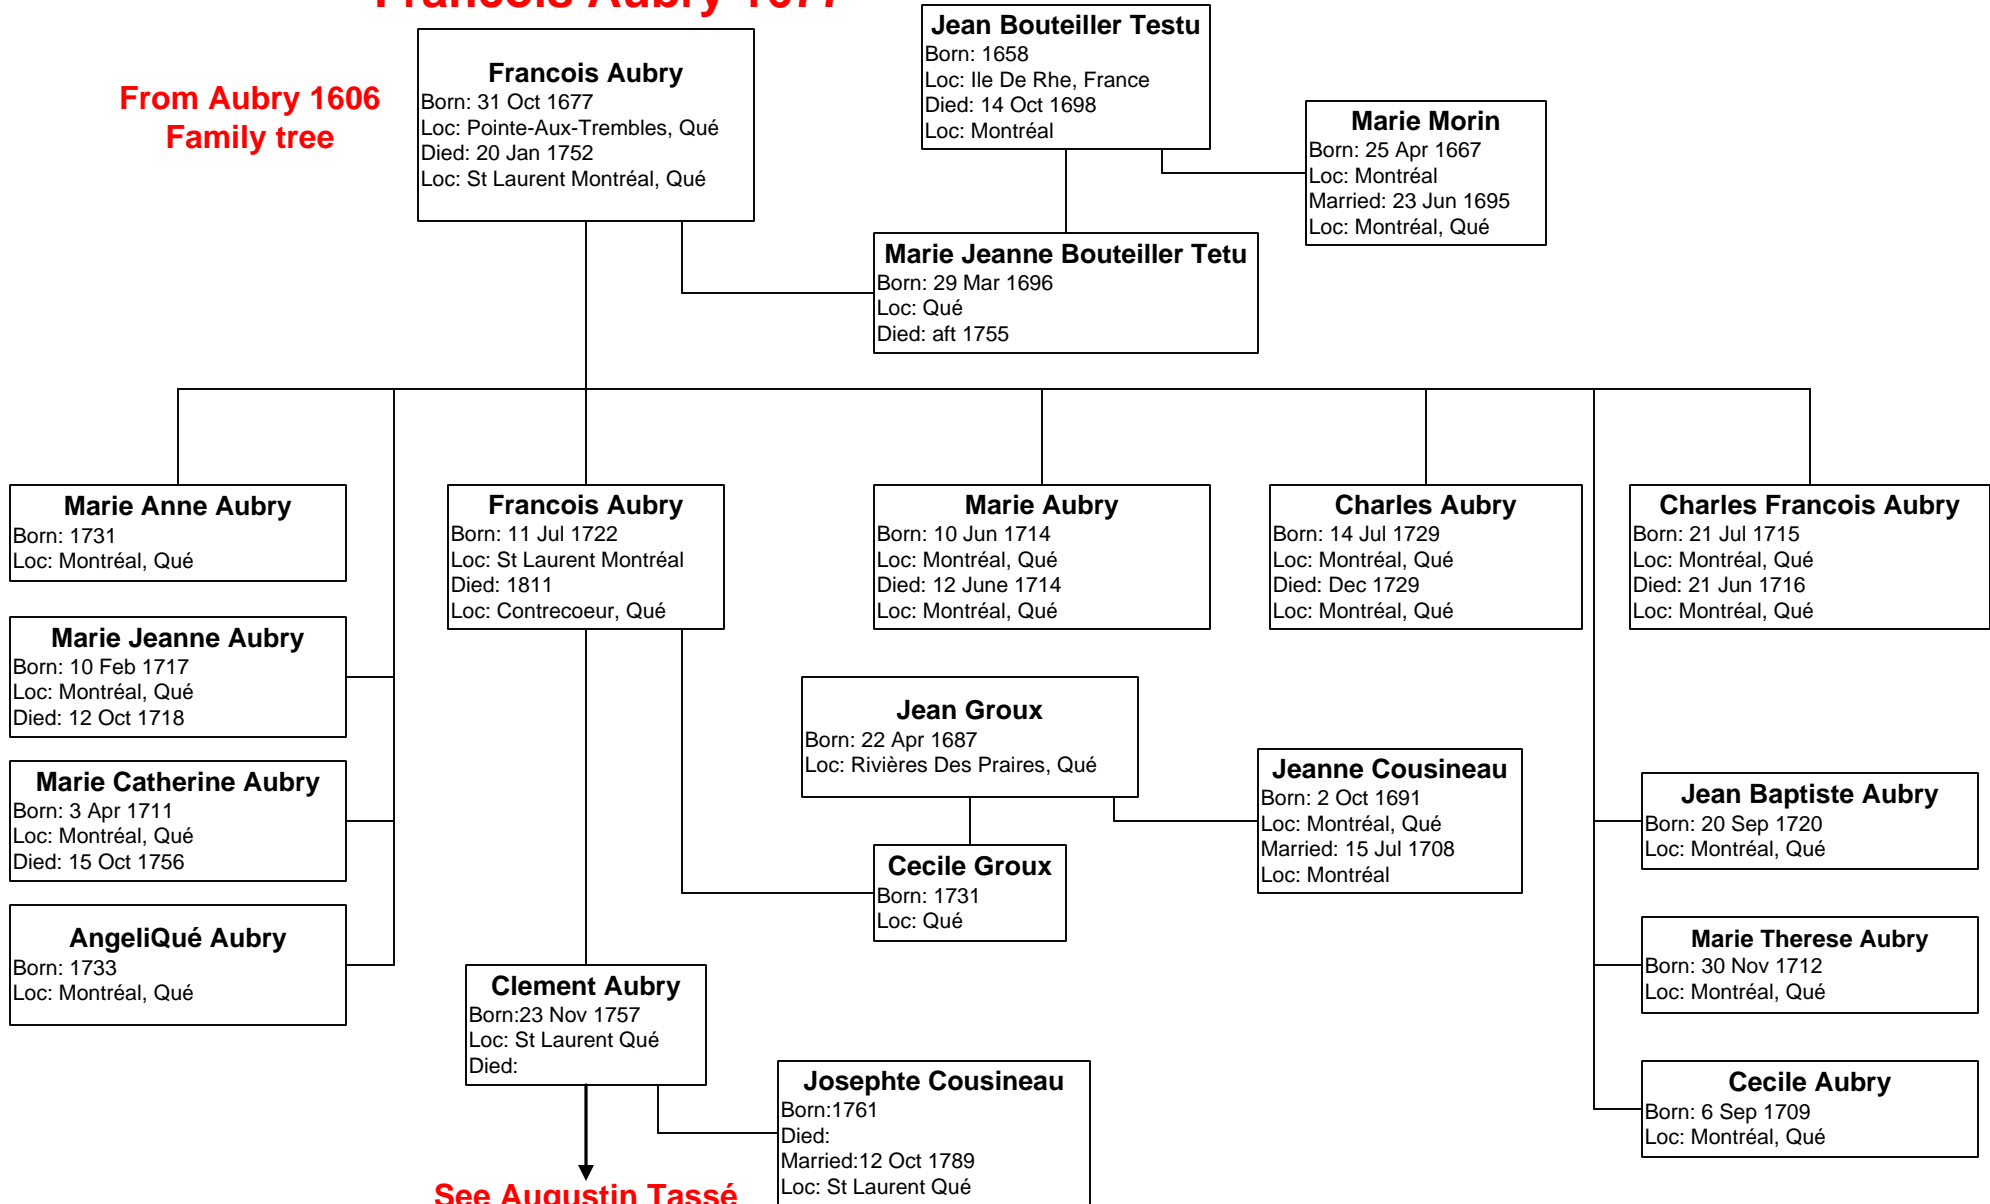 Francois Aubry 1677
From Aubry 1606
Family tree
Francois Aubry
Born: 31 Oct 1677
Loc: Pointe-Aux-Trembles, Qué
Died: 20 Jan 1752
Loc: St Laurent Montréal, Qué
Jean Bouteiller Testu
Born: 1658
Loc: Ile De Rhe, France
Died: 14 Oct 1698
Loc: Montréal
Marie Morin
Born: 25 Apr 1667
Loc: Montréal
Married: 23 Jun 1695
Loc: Montréal, Qué
Marie Jeanne Bouteiller Tetu
Born: 29 Mar 1696
Loc: Qué
Died: aft 1755
Marie Anne Aubry
Born: 1731
Loc: Montréal, Qué
Francois Aubry
Born: 11 Jul 1722
Loc: St Laurent Montréal
Died: 1811
Loc: Contrecoeur, Qué
Marie Aubry
Born: 10 Jun 1714
Loc: Montréal, Qué
Died: 12 June 1714
Loc: Montréal, Qué
Charles Aubry
Born: 14 Jul 1729
Loc: Montréal, Qué
Died: Dec 1729
Loc: Montréal, Qué
Charles Francois Aubry
Born: 21 Jul 1715
Loc: Montréal, Qué
Died: 21 Jun 1716
Loc: Montréal, Qué
Marie Jeanne Aubry
Born: 10 Feb 1717
Loc: Montréal, Qué
Died: 12 Oct 1718
Jean Groux
Born: 22 Apr 1687
Loc: Rivières Des Praires, Qué
Jeanne Cousineau
Born: 2 Oct 1691
Loc: Montréal, Qué
Married: 15 Jul 1708
Loc: Montréal
Marie Catherine Aubry
Born: 3 Apr 1711
Loc: Montréal, Qué
Died: 15 Oct 1756
Jean Baptiste Aubry
Born: 20 Sep 1720
Loc: Montréal, Qué
Cecile Groux
Born: 1731
Loc: Qué
AngeliQué Aubry
Born: 1733
Loc: Montréal, Qué
Marie Therese Aubry
Born: 30 Nov 1712
Loc: Montréal, Qué
Clement Aubry
Born:23 Nov 1757
Loc: St Laurent Qué
Died:
Josephte Cousineau
Born:1761
Died:
Married:12 Oct 1789
Loc: St Laurent Qué
Cecile Aubry
Born: 6 Sep 1709
Loc: Montréal, Qué
See Augustin Tassé